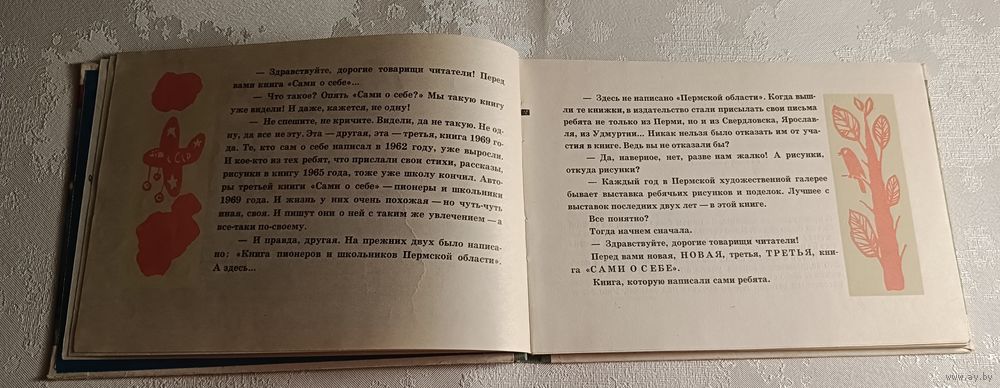 — Здравствуйте, дорогие товарищи читатели! Перед
вами книга «Сами о себе»...
— Что такое? Опять «Сами о себе?» Мы такую книгу
уже видели! И даже, кажется, не одну!
— Не спешите, не кричите. Видели, да не такую. Не од-
ну, да все не эту. Эта — другая, эта — третья, книга 1969 го-
да. Те, кто сам о себе написал в 1962 году, уже выросли.
И кое-кто из тех ребят, что прислали свои стихи, рассказы,
рисунки в книгу 1965 года, тоже уже школу кончил. Авто-
ры третьей книги «Сами о себе» — пионеры и школьники
1969 года. И жизнь у них очень похожая — но чуть-чуть
иная, своя. И пишут они о ней с таким же увлечением — а
все-таки по-своему.
— И правда, другая. На прежних двух было написа-
но: «Книга пионеров и школьников Пермской области».
А здесь...
СССР
— Здесь не написано «Пермской области». Когда выш-
ли те книжки, в издательство стали присылать свои письма
ребята не только из Перми, но и из Свердловска, Ярослав-
ля, из Удмуртии... Никак нельзя было отказать им от уча-
стия в книге. Ведь вы не отказали бы?
— Да, наверное, нет, разве нам жалко! А рисунки,
откуда рисунки?
— Каждый год в Пермской художественной галерее
бывает выставка ребячьих рисунков и поделок. Лучшее с
выставок последних двух лет — в этой книге.
Все понятно?
Тогда начнем сначала.
— Здравствуйте, дорогие товарищи читатели!
Перед вами новая, НОВАЯ, третья, ТРЕТЬЯ, кни-
га «САМИ О СЕБЕ».
Книга, которую написали сами ребята.
www.ay.by